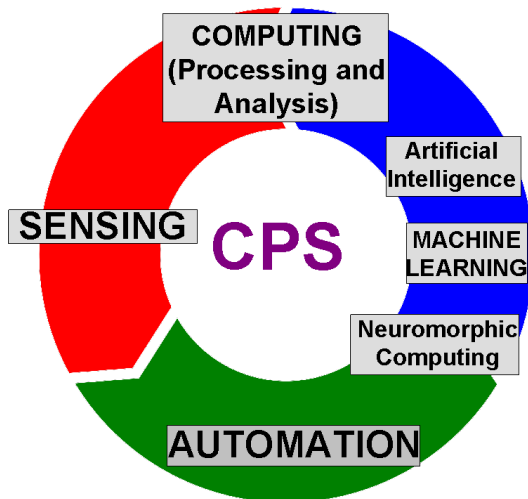 COMPUTING
(Processing and
Analysis)
Artificial
Intelligence
SENSING
CPS
MACHINE
LEARNING
Neuromorphic
Computing
AUTOMATION